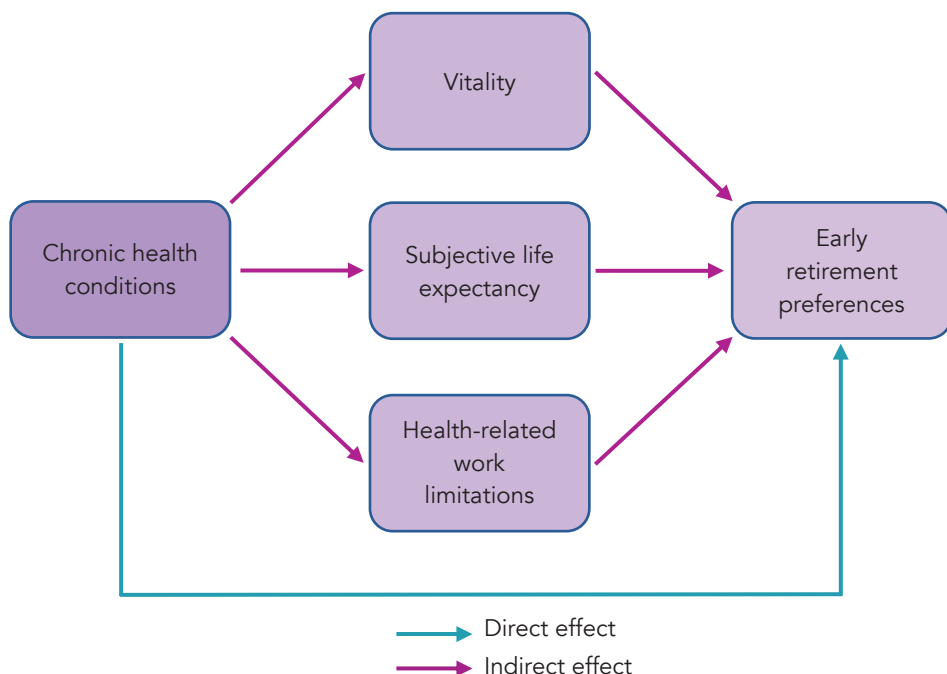 Vitality
Chronic health
conditions
Subjective life
expectancy
Early
retirement
preferences
Health-related
work
limitations
Direct effect
Indirect effect